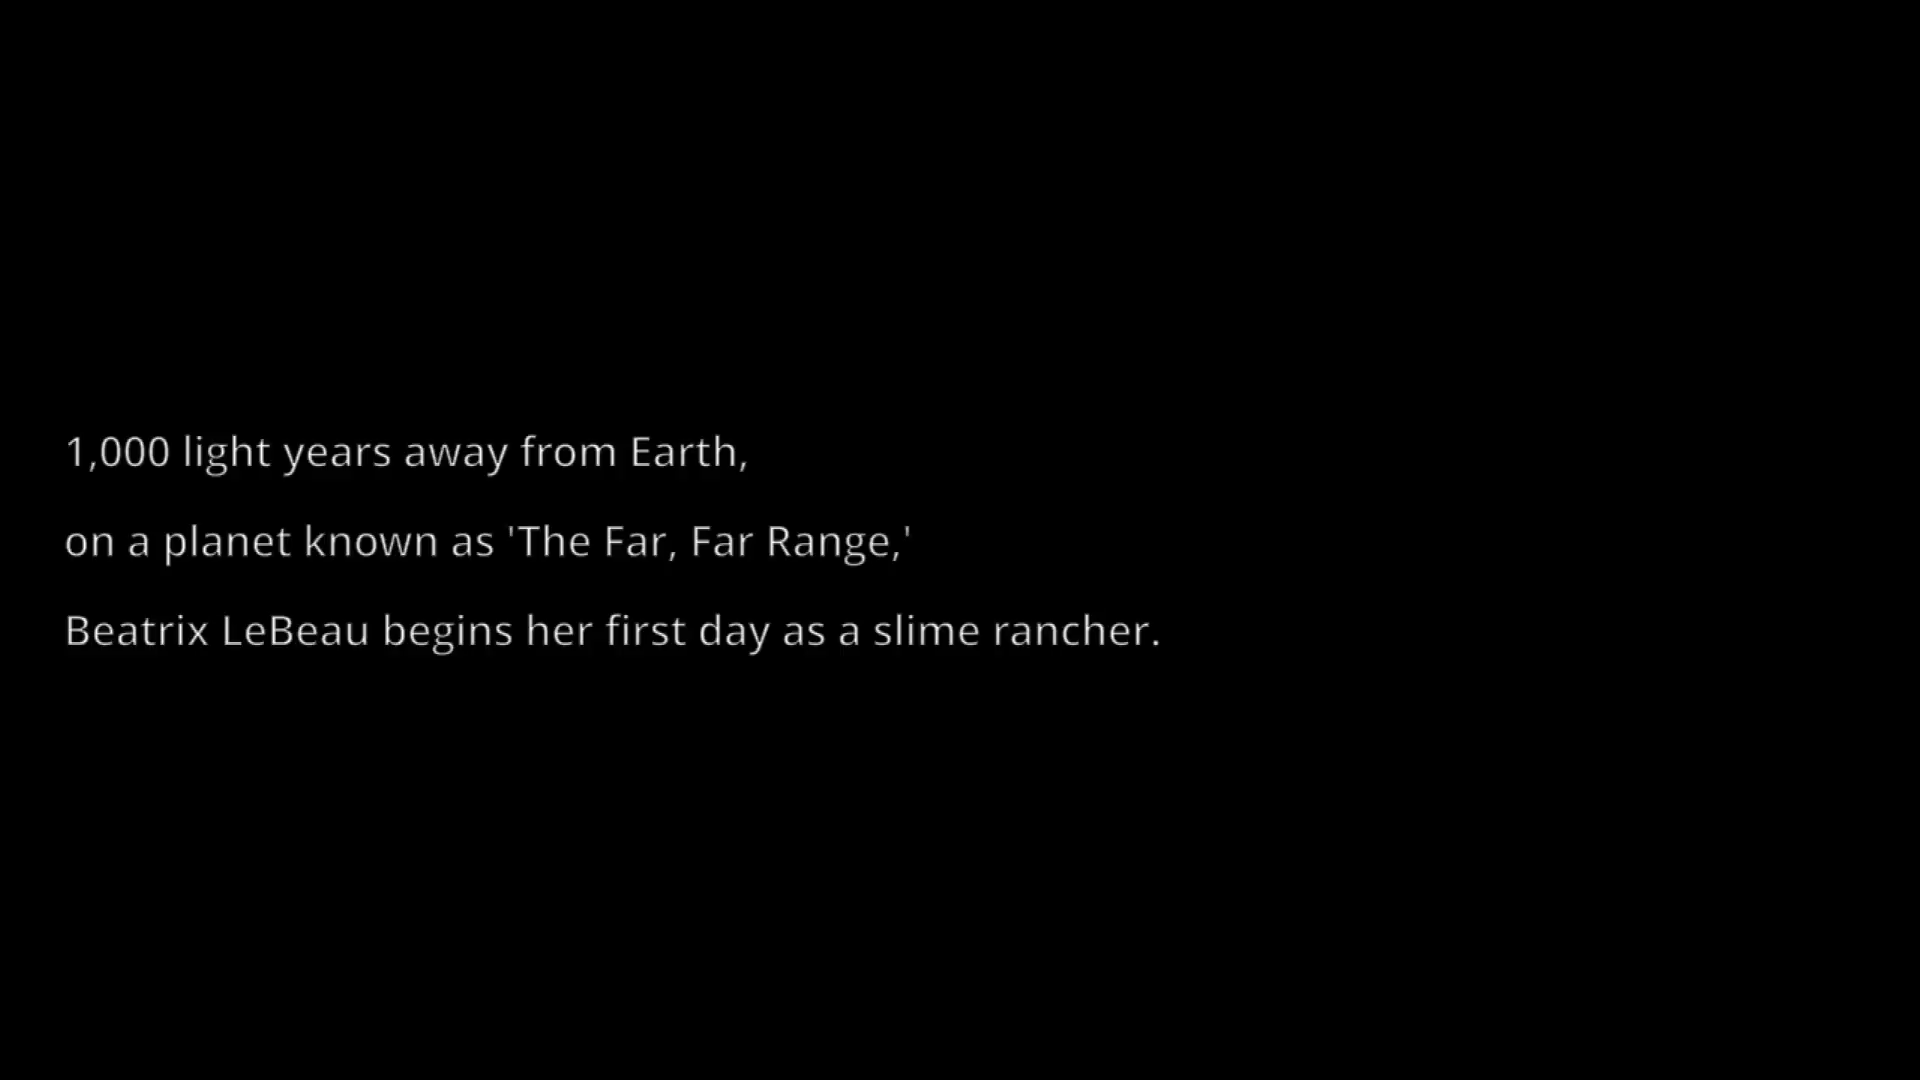 1,000 light years away from Earth,
on a planet known as 'The Far, Far Range,'
Beatrix LeBeau begins her first day as a slime rancher.